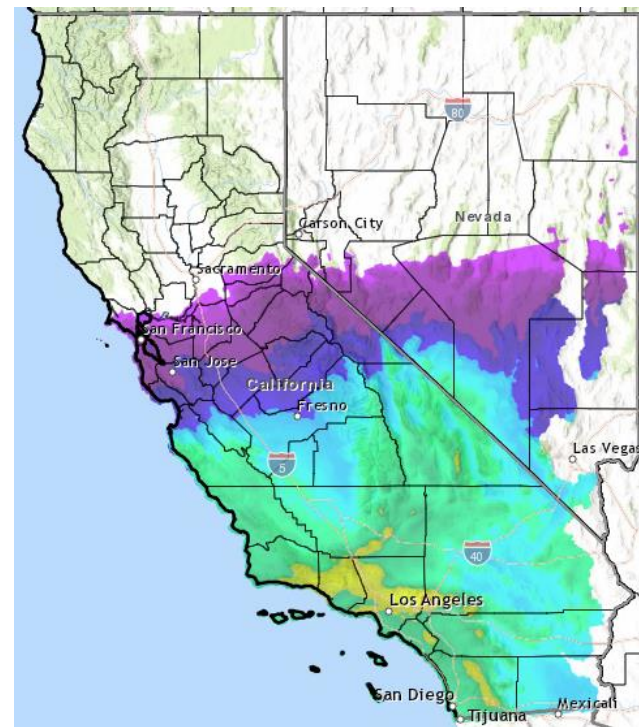 80
Nevada
Carson City
Sacramento
San Francisco
San Jose
California
Fresno
5
Las Vegas
40
Los Angeles
San Diego
Mexicali
Tijuana